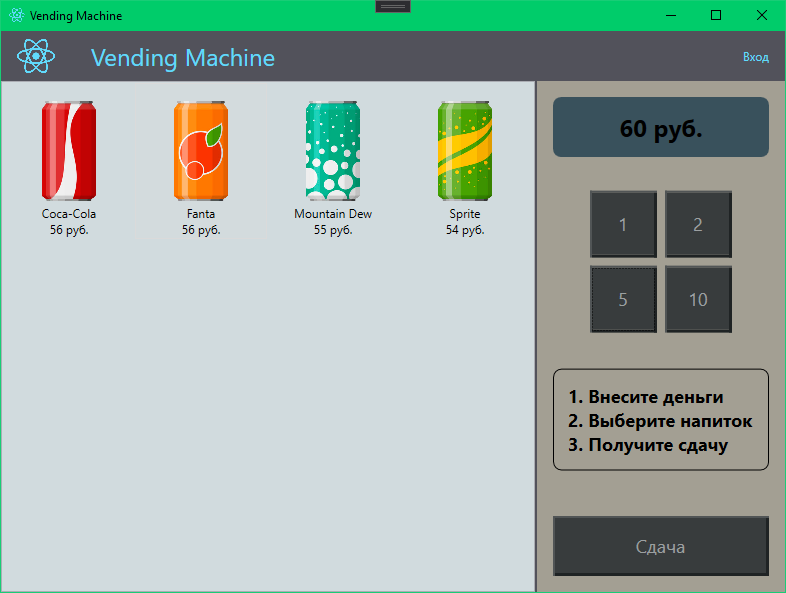 Vending Machine
Vending Machine
Вход
Coca-Cola
56 руб.
Fanta
56 руб.
Mountain Dew
55 руб.
Sprite
54 руб.
60 руб.
1
2
5
10
1. Внесите деньги
2. Выберите напиток
3. Получите сдачу
Сдача